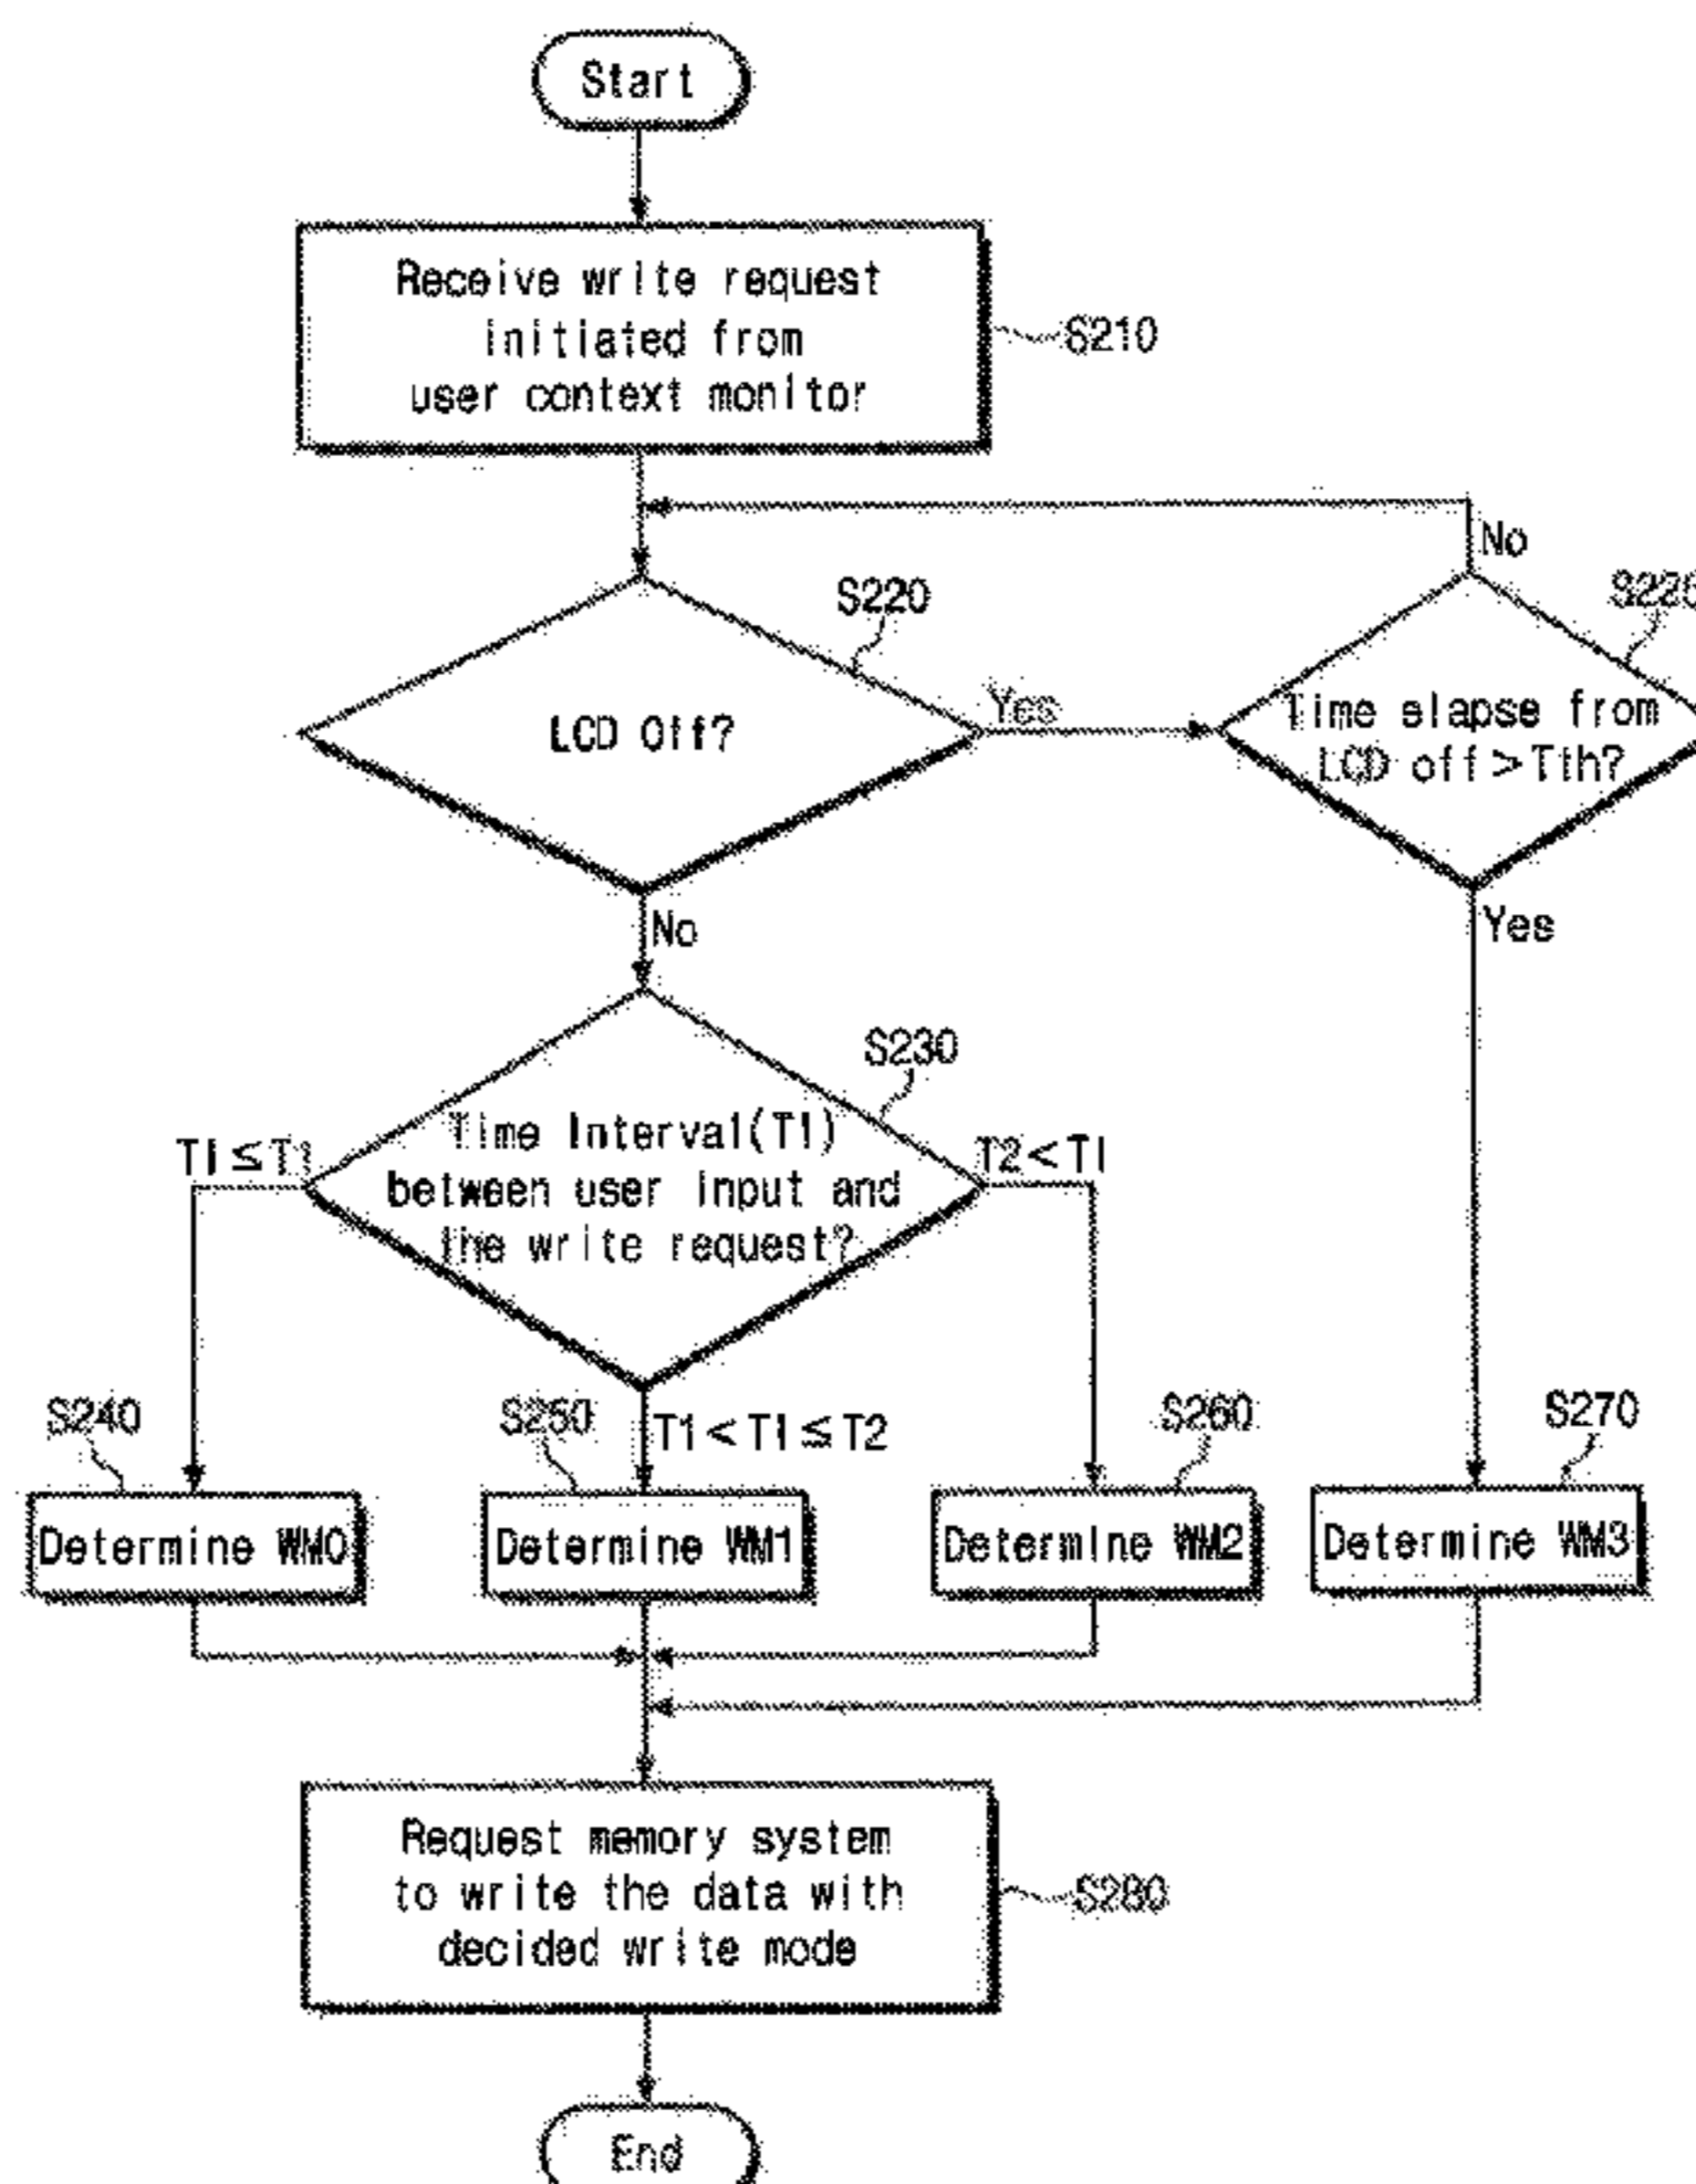 Start
Receive write request
initiated from
user context monitor
S210
No
S220
S225
LCD Off?
Yes
Time elapse from
LCD off>Tth?
No
Yes
S230
Time Interval(TI)
between user input and
the write request?
TI≤T1
T2<TI
T1<TI≤T2
S240
S250
S260
S270
Determine WM0
Determine WM1
Determine WM2
Determine WM3
Request memory system
to write the data with
decided write mode
S280
End